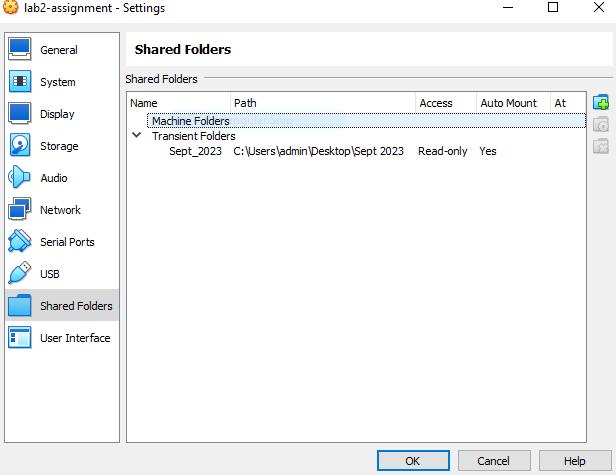 lab2-assignment - Settings
General
System
Display
Storage
Audio
Network
Serial Ports
USB
Shared Folders
User Interface
Shared Folders
Shared Folders
Name Path Access Auto Mount At
Machine Folders
Transient Folders
Sept_2023 C:\Users\admin\Desktop\Sept 2023 Read-only Yes
OK Cancel Help